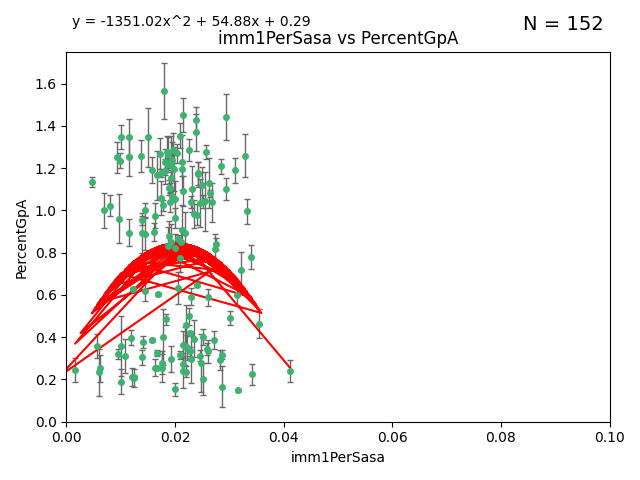 y = -1351.02x^2 + 54.88x + 0.29
N = 152
imm1PerSasa vs PercentGpA
PercentGpA
1.6
1.4
1.2
1.0
0.8
0.6
0.4
0.2
0.0
0.00 0.02 0.04 0.06 0.08 0.10
imm1PerSasa